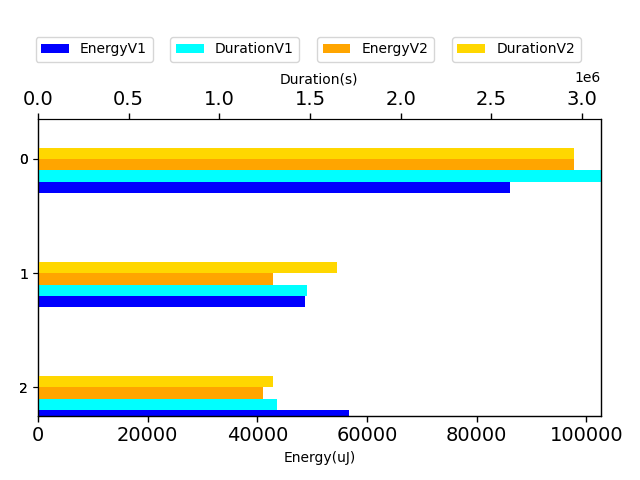 EnergyV1 DurationV1 EnergyV2 DurationV2
Duration(s) 1e6
0.0 0.5 1.0 1.5 2.0 2.5 3.0
0
1
2
0 20000 40000 60000 80000 100000
Energy(uJ)